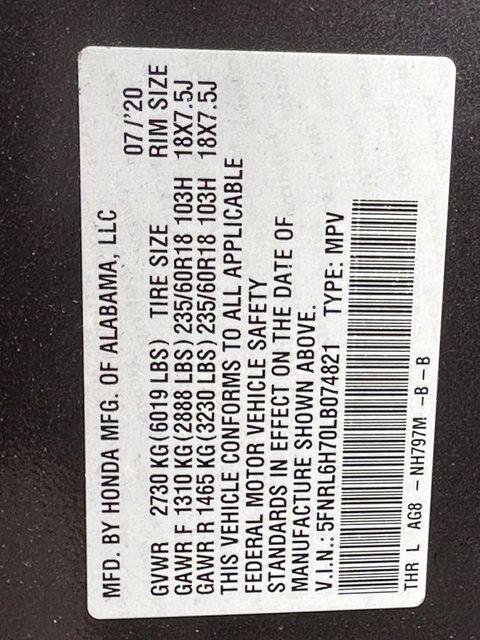 MFD. BY HONDA MFG. OF ALABAMA, LLC 07/'20
GVWR 2730 KG(6019 LBS) TIRE SIZE RIM SIZE
GAWR F 1310 KG(2888 LBS)235/60R18 103H 18X7.5J
GAWR R 1465 KG(3230 LBS)235/60R18 103H 18X7.5J
THIS VEHICLE CONFORMS TO ALL APPLICABLE
FEDERAL MOTOR VEHICLE SAFETY
STANDARDS IN EFFECT ON THE DATE OF
MANUFACTURE SHOWN ABOVE.
V.I.N.: 5FNRL6H70LB074821 TYPE: MPV
THR L AG8 - NH797M -B - B